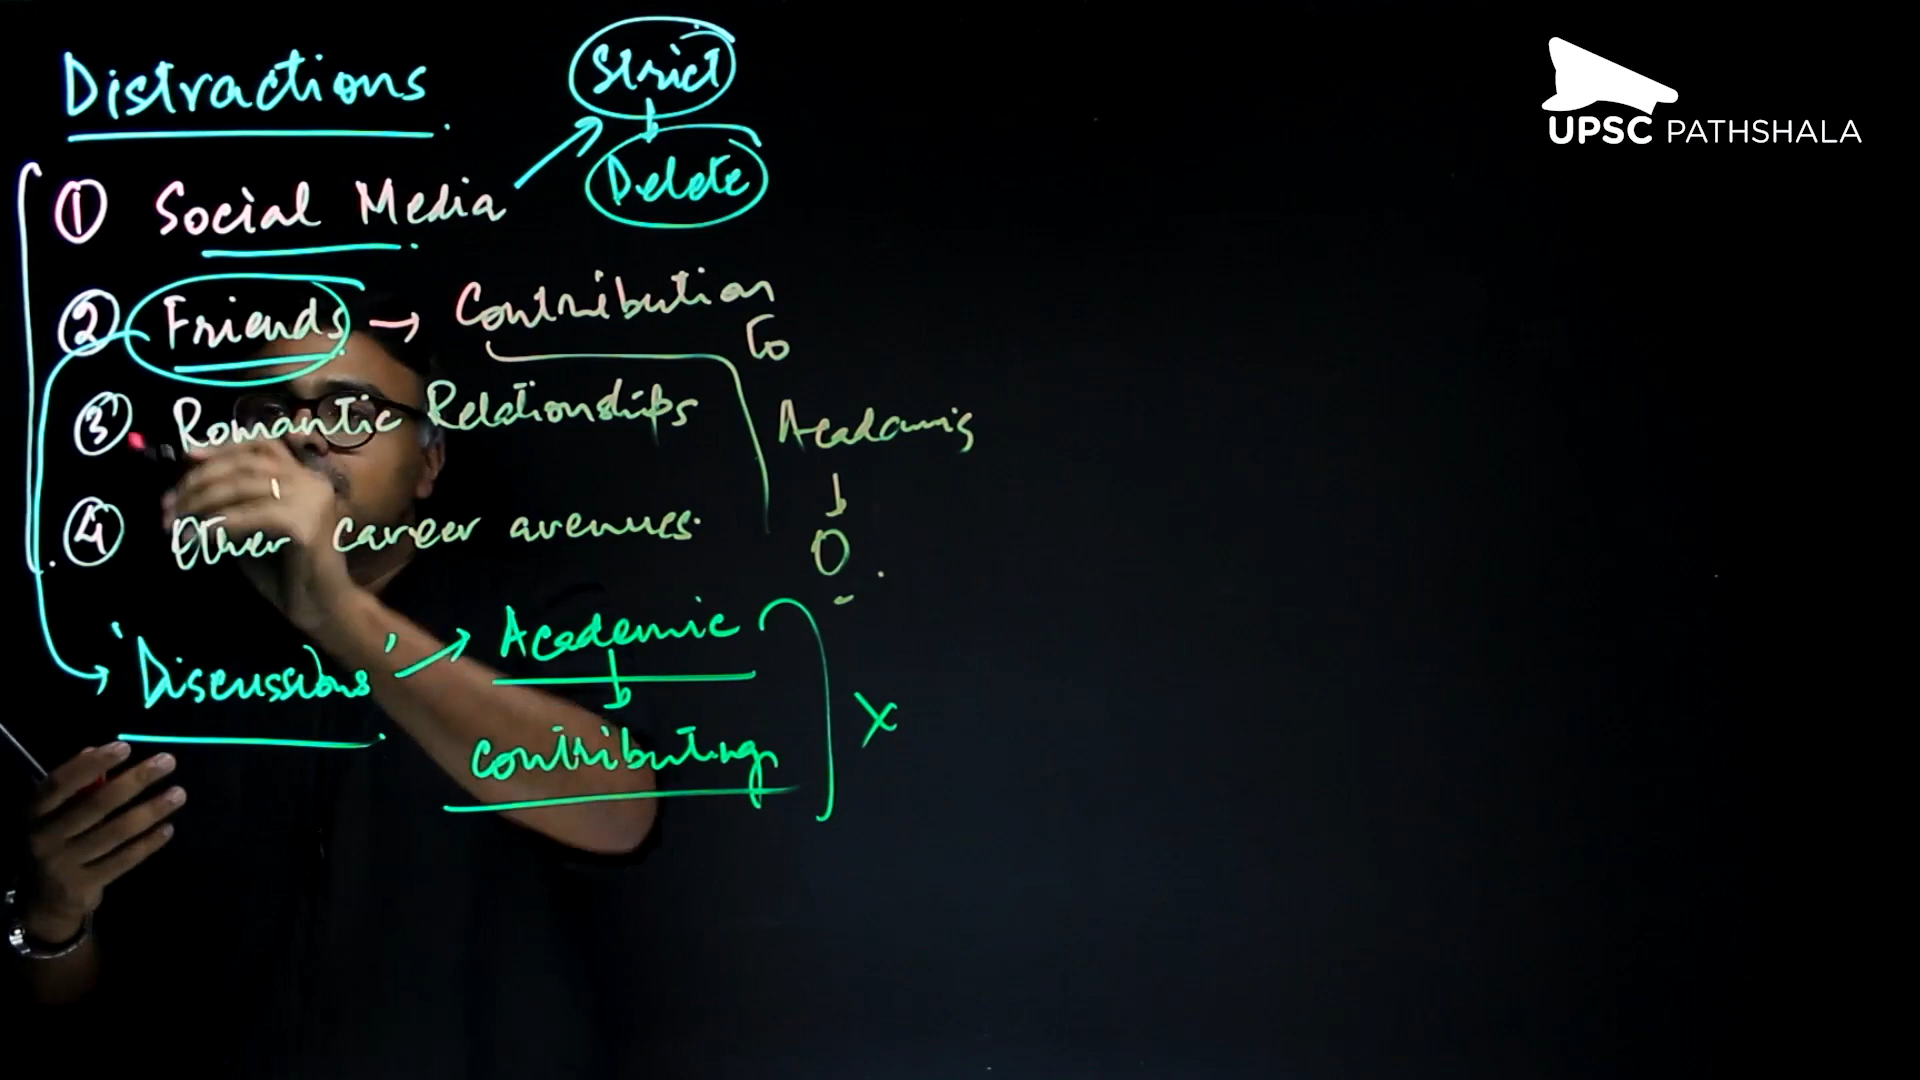 Distractions
Strict
Delete
UPSC PATHSHALA
① Social Media
② Friends → Contribution
to
③ Romantic Relationships
Academics
④ Other career avenues.
0
'Discussions' → Academic
Contributing
X